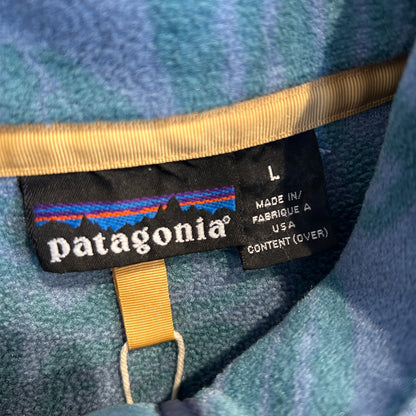 patagonia®
L
MADE IN/
FABRIQUE A
USA
CONTENT (OVER)